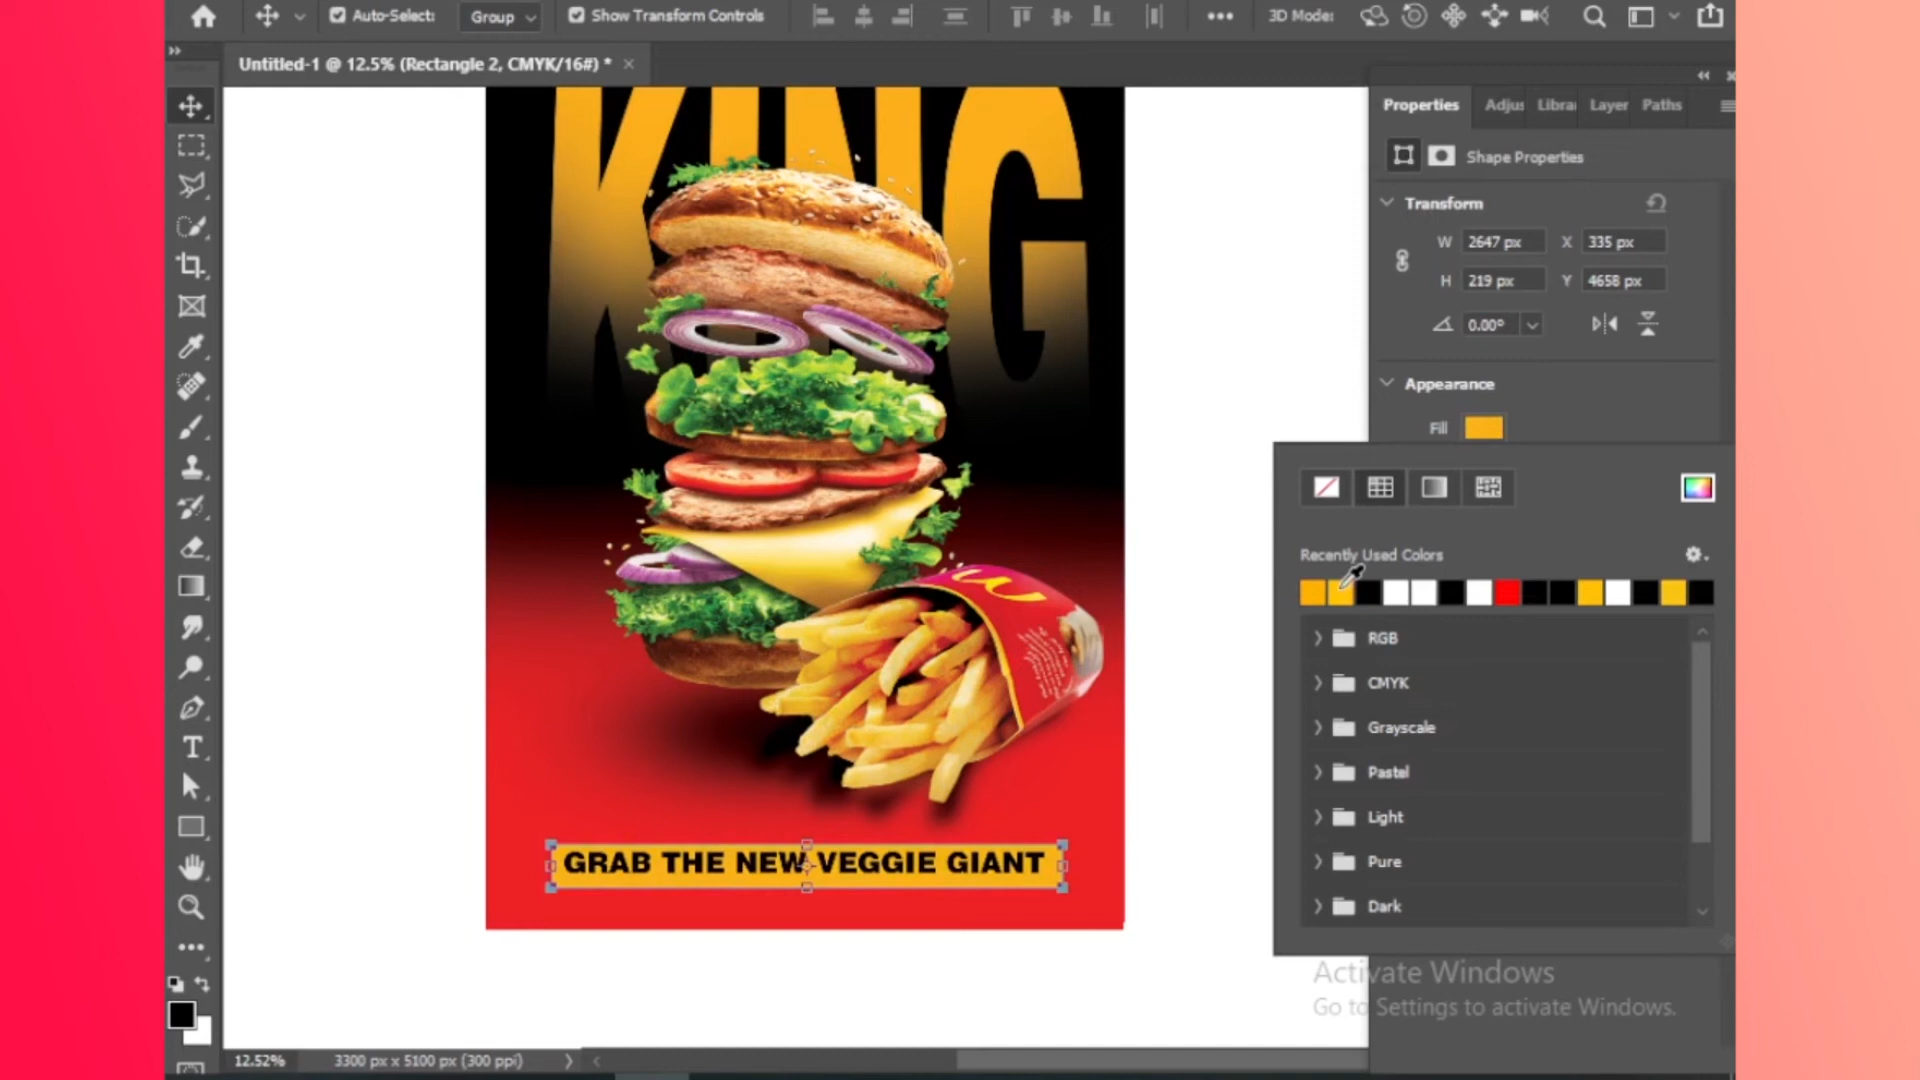 Auto-Select:
Group
Show Transform Controls
3D Mode:
Untitled-1 @ 12.5% (Rectangle 2, CMYK/16#) *
KING
GRAB THE NEW VEGGIE GIANT
Properties
Adjus
Librai
Layer
Paths
Shape Properties
Transform
W 2647 px X 335 px
H 219 px Y 4658 px
0.00°
Appearance
Fill
Recently Used Colors
RGB
CMYK
Grayscale
Pastel
Light
Pure
Dark
Activate Windows
Go to Settings to activate Windows.
12.52% 3300 px x 5100 px (300 ppi)